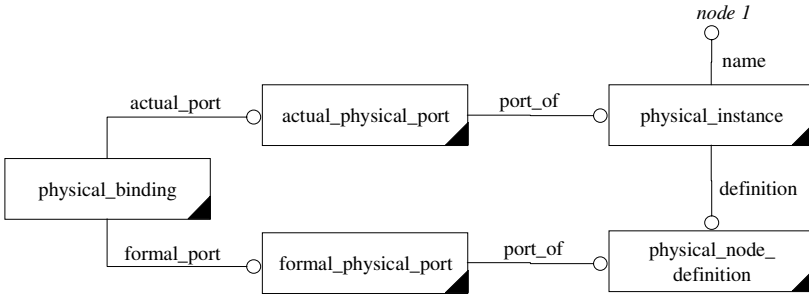 node 1
name
actual_port
port_of
actual_physical_port
physical_instance
physical_binding
definition
formal_port
port_of
formal_physical_port
physical_node_
definition